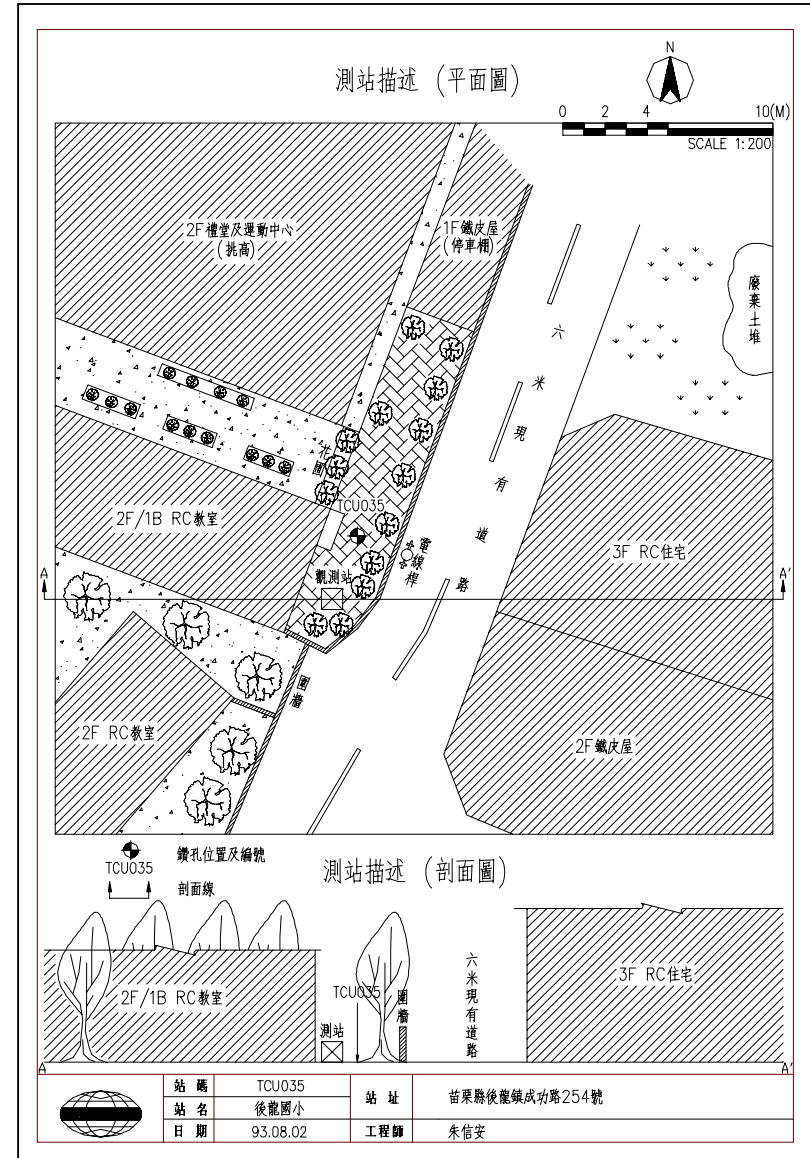 測站描述 (平面圖)
N
0 2 4 10(M)
SCALE 1:200
2F禮堂及運動中心
(挑高)
1F鐵皮屋
(停車棚)
廢棄土堆
六米現有道路
花圃
TCU035
2F/1B RC教室
電線桿
3F RC住宅
觀測站
A A'
圍牆
2F RC教室
2F鐵皮屋
TCU035 鑽孔位置及編號
剖面線
測站描述 (剖面圖)
2F/1B RC教室
TCU035
圍牆
測站
六米現有道路
3F RC住宅
A A'
站碼 TCU035
站名 後龍國小
日期 93.08.02
站址 苗栗縣後龍鎮成功路254號
工程師 朱信安